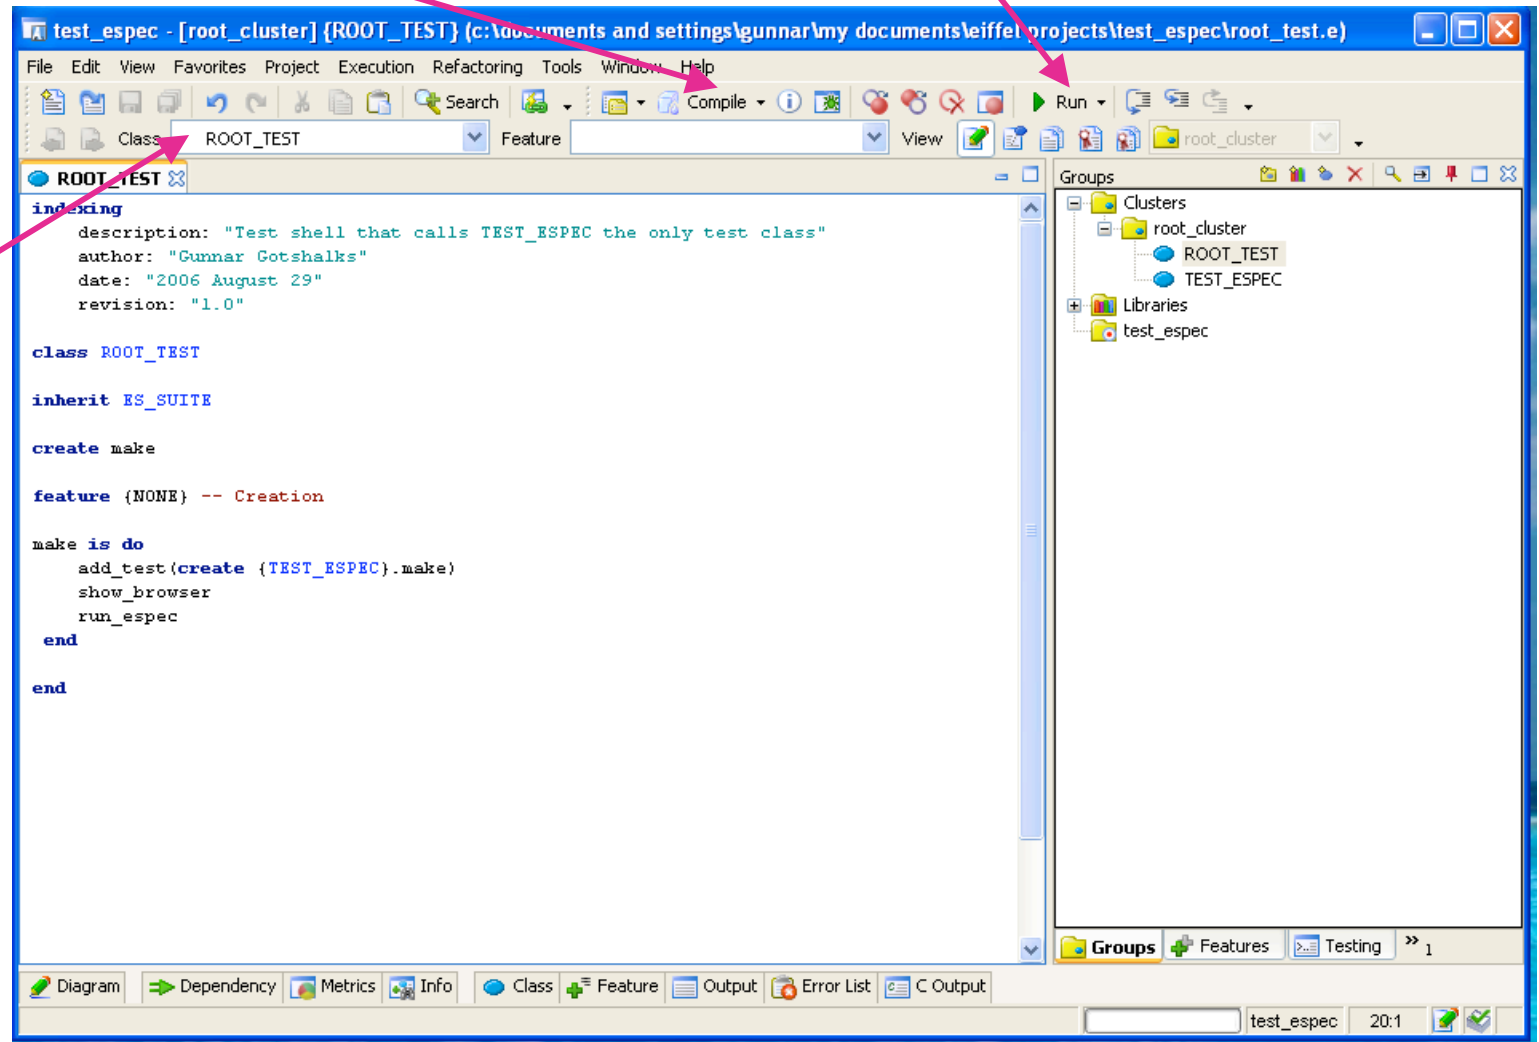 test_espec - [root_cluster] {ROOT_TEST} (c:\documents and settings\gunnar\my documents\eiffel projects\test_espec\root_test.e)
File Edit View Favorites Project Execution Refactoring Tools Window Help
Search Compile Run
Class ROOT_TEST Feature View root_cluster
ROOT_TEST
Groups
indexing
description: "Test shell that calls TEST_ESPEC the only test class"
author: "Gunnar Gotshalks"
date: "2006 August 29"
revision: "1.0"
class ROOT_TEST
inherit ES_SUITE
create make
feature {NONE} -- Creation
make is do
add_test(create {TEST_ESPEC}.make)
show_browser
run_espec
end
end
Clusters
root_cluster
ROOT_TEST
TEST_ESPEC
Libraries
test_espec
Groups Features Testing » 1
Diagram Dependency Metrics Info Class Feature Output Error List C Output
test_espec 20:1